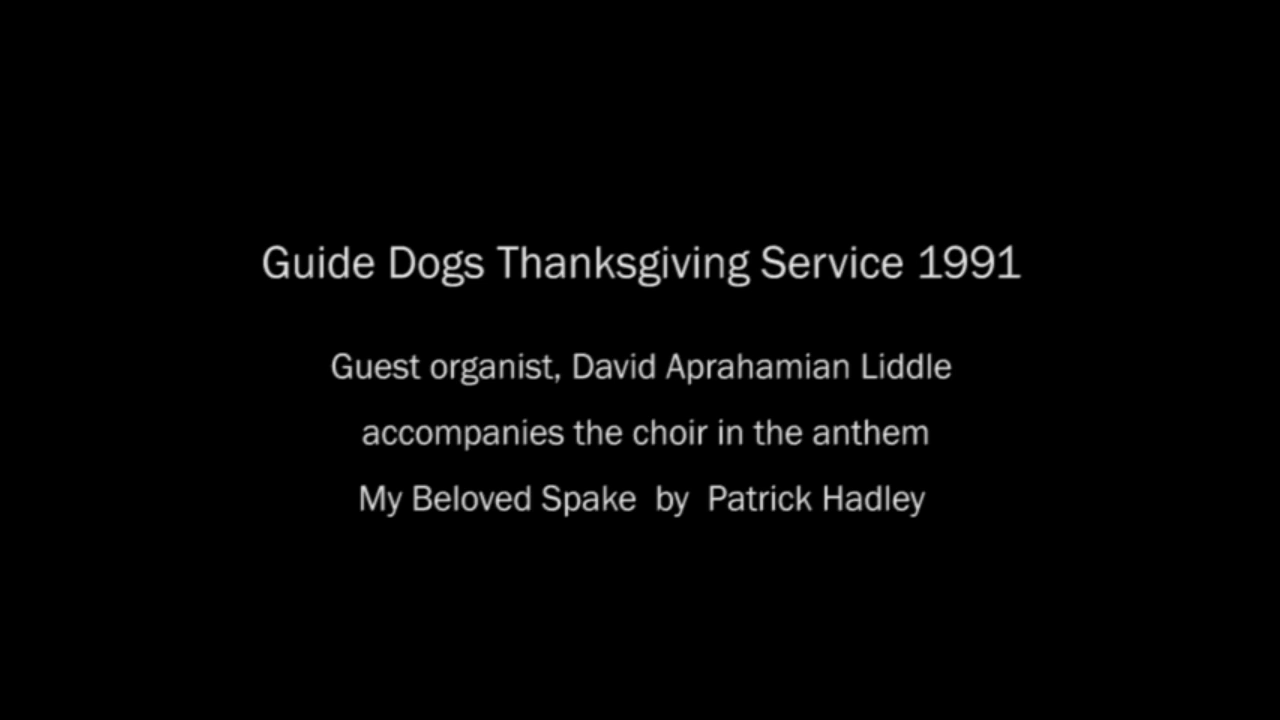 Guide Dogs Thanksgiving Service 1991
Guest organist, David Aprahamian Liddle
accompanies the choir in the anthem
My Beloved Spake by Patrick Hadley